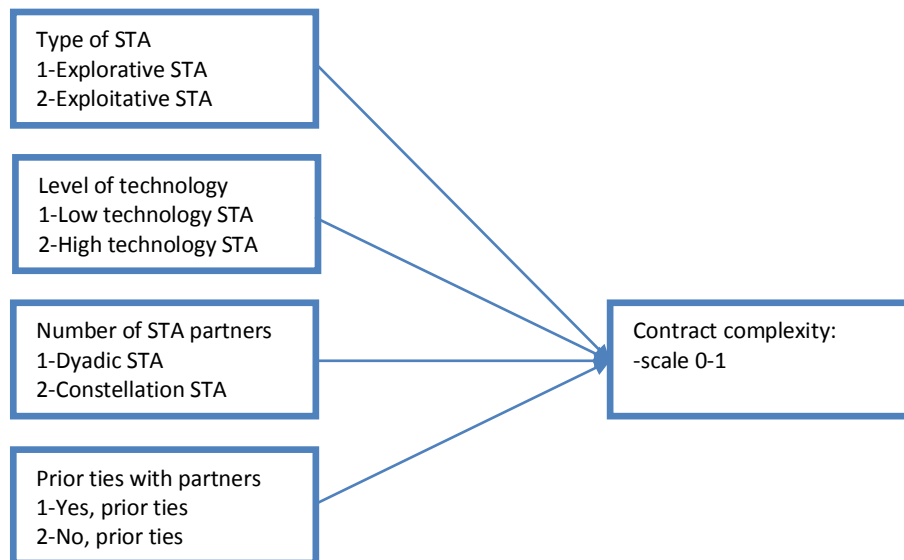 Type of STA
1-Explorative STA
2-Exploitative STA
Level of technology
1-Low technology STA
2-High technology STA
Number of STA partners
1-Dyadic STA
2-Constellation STA
Prior ties with partners
1-Yes, prior ties
2-No, prior ties
Contract complexity:
-scale 0-1